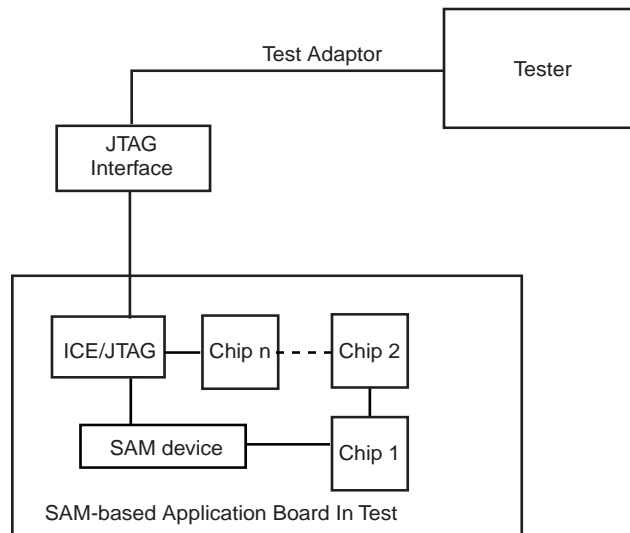 Test Adaptor
Tester
JTAG
Interface
ICE/JTAG
Chip n
Chip 2
SAM device
Chip 1
SAM-based Application Board In Test